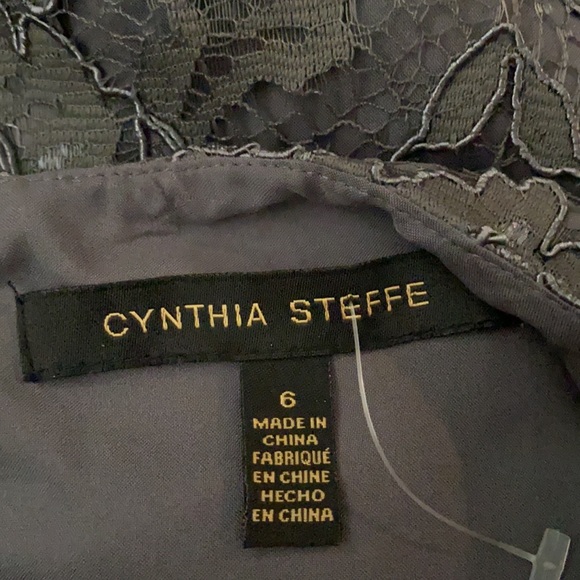 CYNTHIA STEFFE
6
MADE IN
CHINA
FABRIQUÉ
EN CHINE
HECHO
EN CHINA